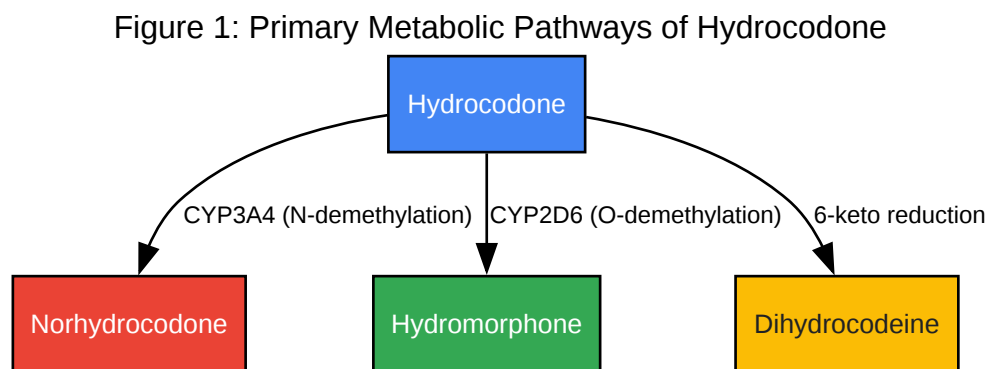 Figure 1: Primary Metabolic Pathways of Hydrocodone
Hydrocodone
CYP3A4 (N-demethylation)
CYP2D6 (O-demethylation)
6-keto reduction
Norhydrocodone
Hydromorphone
Dihydrocodeine